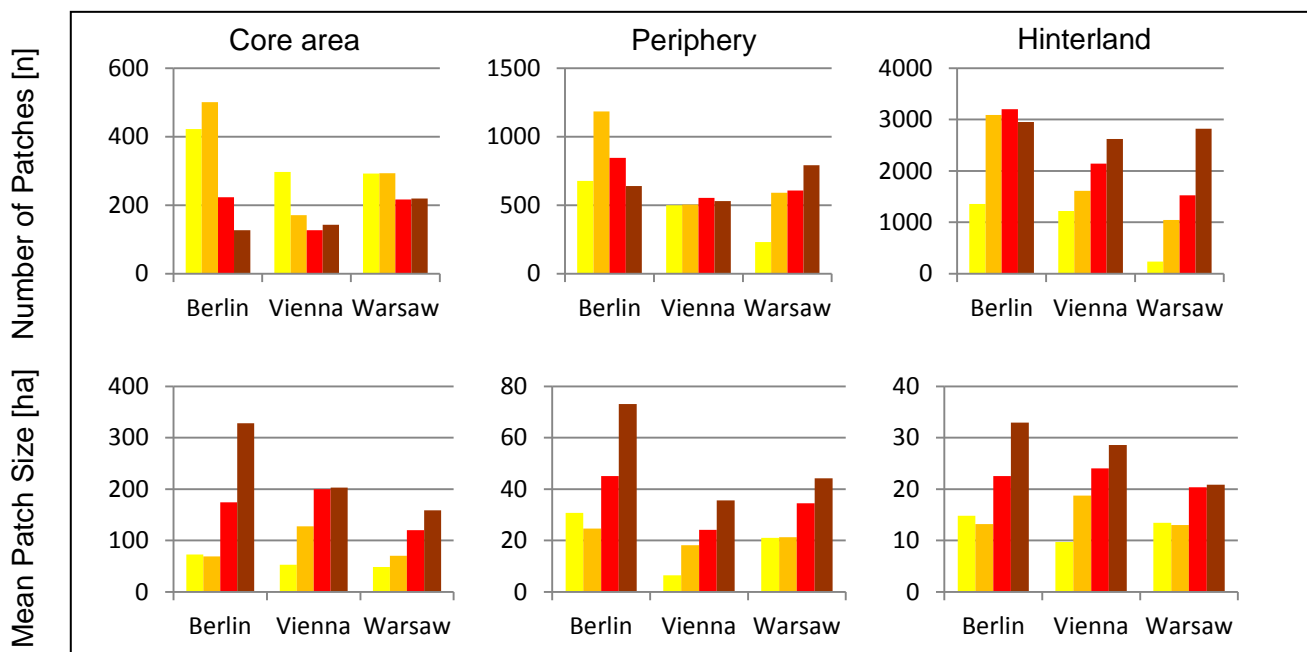 Number of Patches [n]
Core area
600
400
200
0
Berlin Vienna Warsaw
Periphery
1500
1000
500
0
Berlin Vienna Warsaw
Hinterland
4000
3000
2000
1000
0
Berlin Vienna Warsaw
Mean Patch Size [ha]
400
300
200
100
0
Berlin Vienna Warsaw
80
60
40
20
0
Berlin Vienna Warsaw
40
30
20
10
0
Berlin Vienna Warsaw